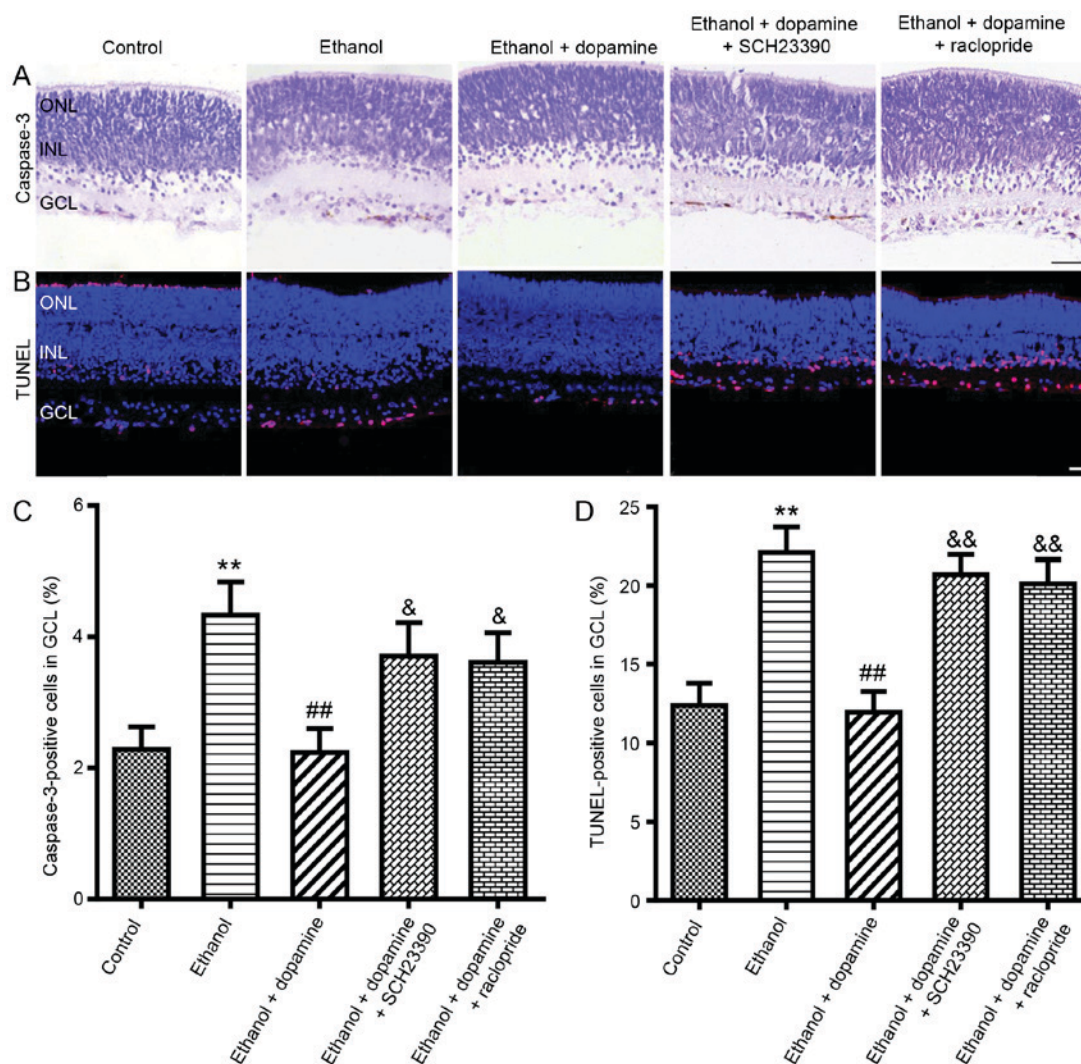 Control
Ethanol
Ethanol + dopamine
Ethanol + dopamine
+ SCH23390
Ethanol + dopamine
+ raclopride
A
Caspase-3
ONL
INL
GCL
B
TUNEL
ONL
INL
GCL
C
Caspase-3-positive cells in GCL (%)
6
4
2
0
**
##
&
&
Control
Ethanol
Ethanol + dopamine
Ethanol + dopamine
+ SCH23390
Ethanol + dopamine
+ raclopride
D
TUNEL-positive cells in GCL (%)
25
20
15
10
5
0
**
##
&&
&&
Control
Ethanol
Ethanol + dopamine
Ethanol + dopamine
+ SCH23390
Ethanol + dopamine
+ raclopride